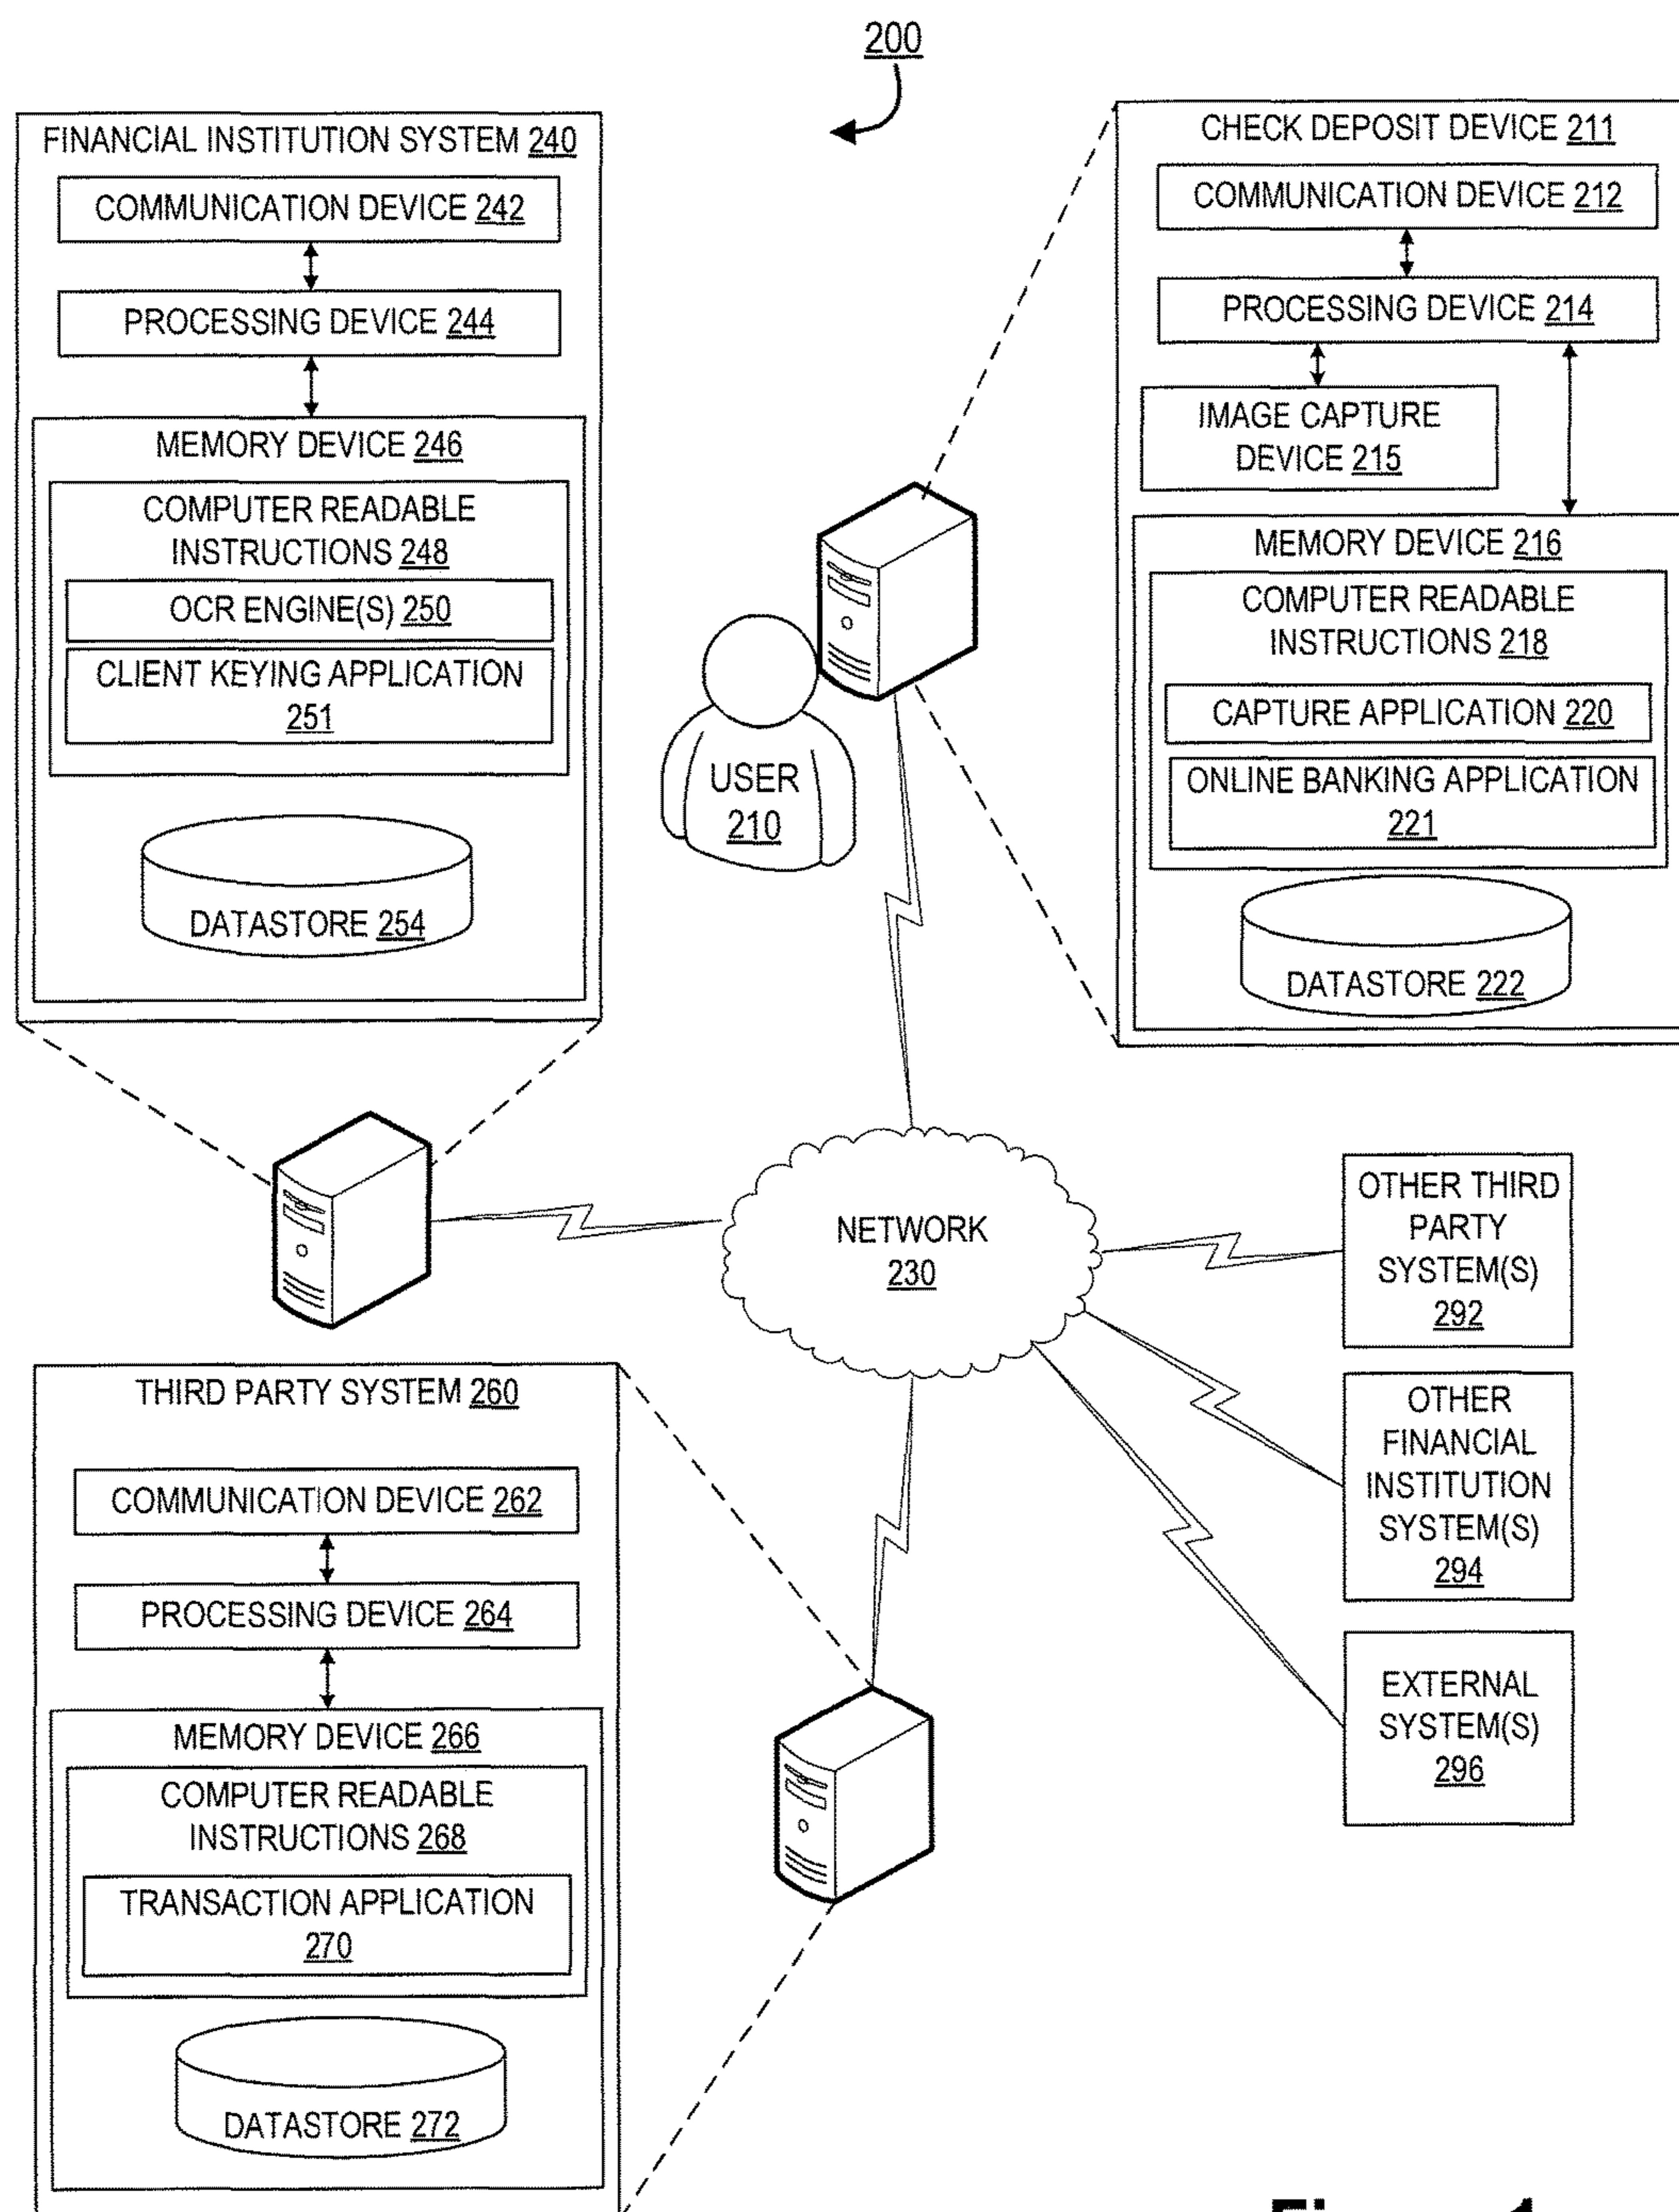 200
FINANCIAL INSTITUTION SYSTEM 240
COMMUNICATION DEVICE 242
PROCESSING DEVICE 244
MEMORY DEVICE 246
COMPUTER READABLE
INSTRUCTIONS 248
OCR ENGINE(S) 250
CLIENT KEYING APPLICATION
251
DATASTORE 254
CHECK DEPOSIT DEVICE 211
COMMUNICATION DEVICE 212
PROCESSING DEVICE 214
IMAGE CAPTURE
DEVICE 215
MEMORY DEVICE 216
COMPUTER READABLE
INSTRUCTIONS 218
CAPTURE APPLICATION 220
ONLINE BANKING APPLICATION
221
DATASTORE 222
USER
210
NETWORK
230
OTHER THIRD
PARTY
SYSTEM(S)
292
OTHER
FINANCIAL
INSTITUTION
SYSTEM(S)
294
EXTERNAL
SYSTEM(S)
296
THIRD PARTY SYSTEM 260
COMMUNICATION DEVICE 262
PROCESSING DEVICE 264
MEMORY DEVICE 266
COMPUTER READABLE
INSTRUCTIONS 268
TRANSACTION APPLICATION
270
DATASTORE 272